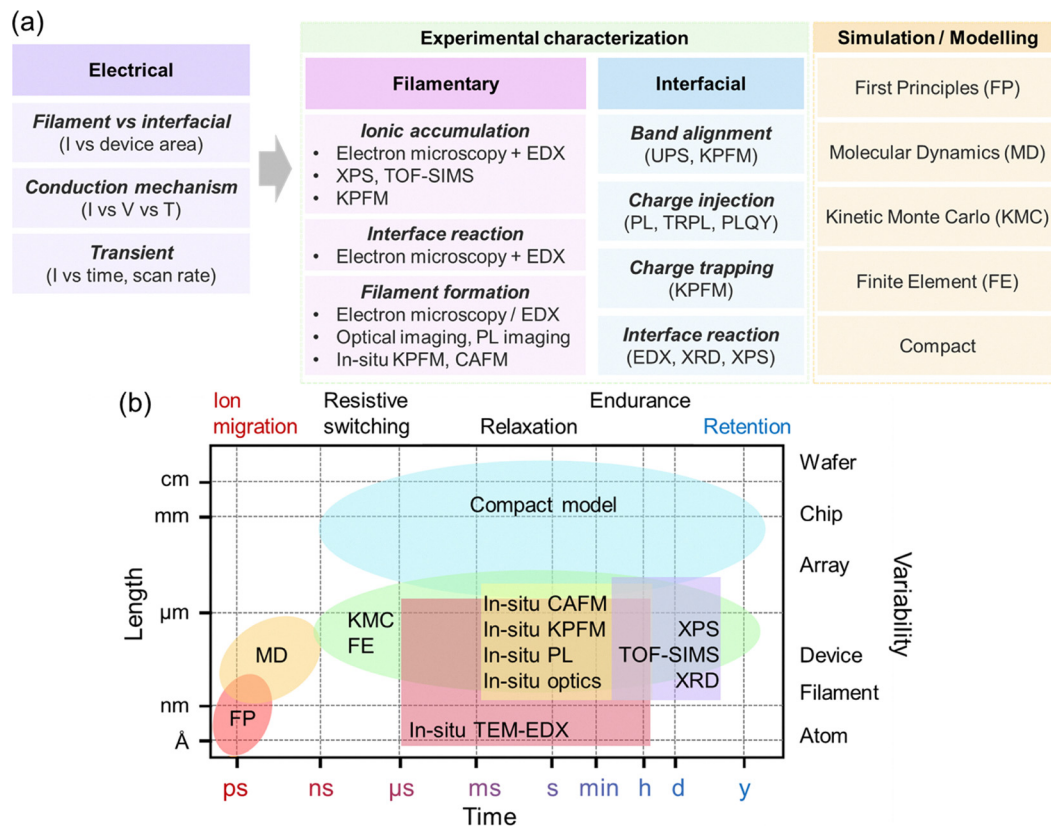 (a)
Electrical
Filament vs interfacial
(I vs device area)
Conduction mechanism
(I vs V vs T)
Transient
(I vs time, scan rate)
Experimental characterization
Filamentary
Ionic accumulation
• Electron microscopy + EDX
• XPS, TOF-SIMS
• KPFM
Interface reaction
• Electron microscopy + EDX
Filament formation
• Electron microscopy / EDX
• Optical imaging, PL imaging
• In-situ KPFM, CAFM
Interfacial
Band alignment
(UPS, KPFM)
Charge injection
(PL, TRPL, PLQY)
Charge trapping
(KPFM)
Interface reaction
(EDX, XRD, XPS)
Simulation / Modelling
First Principles (FP)
Molecular Dynamics (MD)
Kinetic Monte Carlo (KMC)
Finite Element (FE)
Compact
(b)
Ion
migration
Resistive
switching
Relaxation
Endurance
Retention
Length
cm
mm
µm
nm
Å
Compact model
KMC
FE
MD
FP
In-situ CAFM
In-situ KPFM
In-situ PL
In-situ optics
In-situ TEM-EDX
XPS
TOF-SIMS
XRD
Wafer
Chip
Array
Device
Filament
Atom
Variability
ps ns µs ms s min h d y
Time